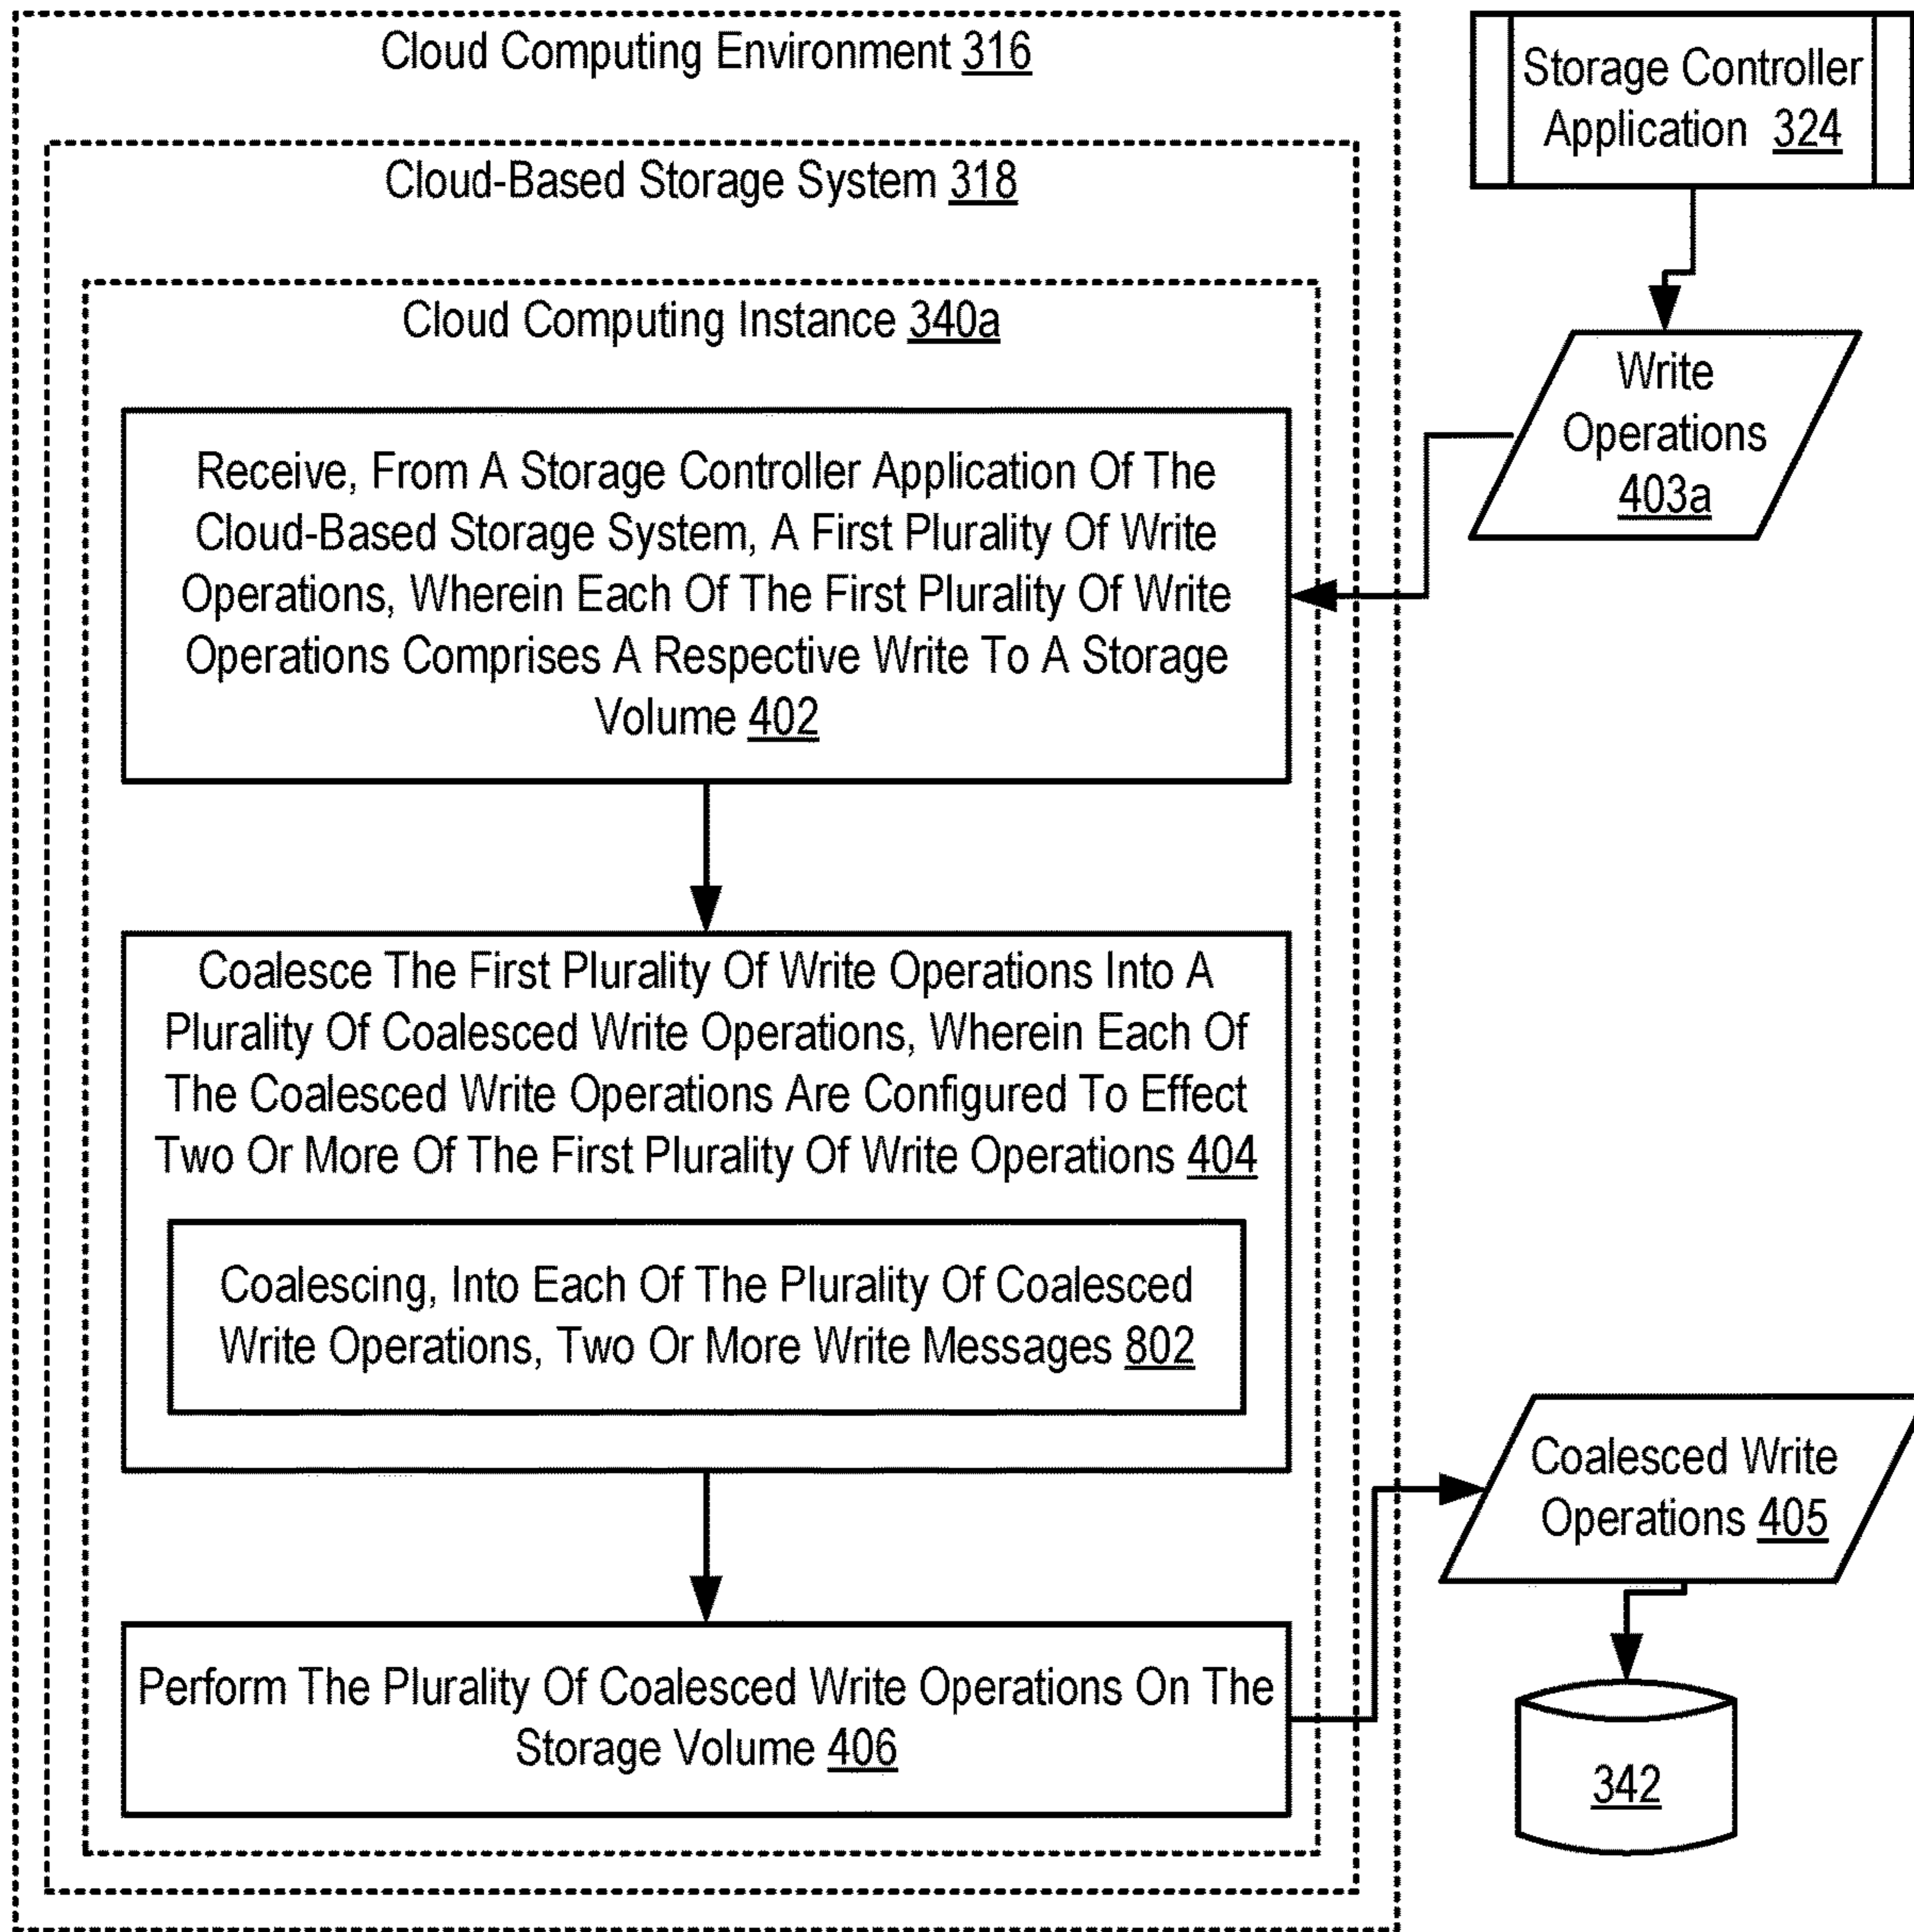 Cloud Computing Environment 316
Cloud-Based Storage System 318
Cloud Computing Instance 340a
Storage Controller
Application 324
Write
Operations
403a
Receive, From A Storage Controller Application Of The
Cloud-Based Storage System, A First Plurality Of Write
Operations, Wherein Each Of The First Plurality Of Write
Operations Comprises A Respective Write To A Storage
Volume 402
Coalesce The First Plurality Of Write Operations Into A
Plurality Of Coalesced Write Operations, Wherein Each Of
The Coalesced Write Operations Are Configured To Effect
Two Or More Of The First Plurality Of Write Operations 404
Coalescing, Into Each Of The Plurality Of Coalesced
Write Operations, Two Or More Write Messages 802
Perform The Plurality Of Coalesced Write Operations On The
Storage Volume 406
Coalesced Write
Operations 405
342